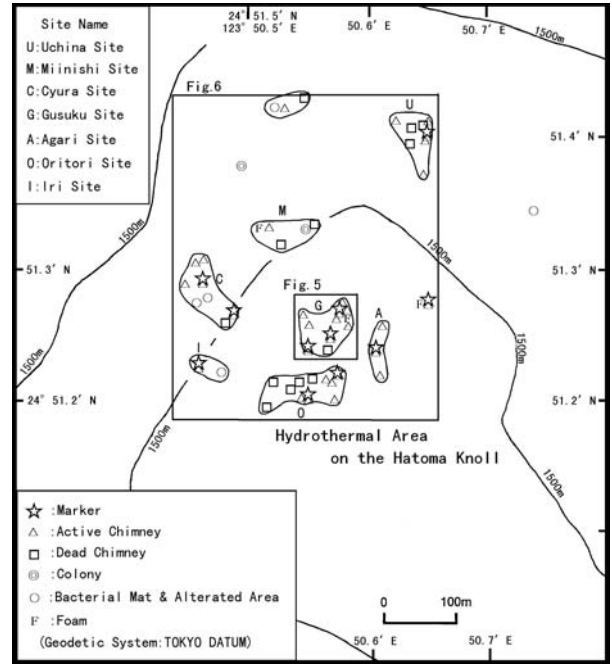 Site Name
U:Uchina Site
M:Miinishi Site
C:Cyura Site
G:Gusuku Site
A:Agari Site
O:Oritori Site
I:Iri Site
24° 51.5′ N
123° 50.5′ E
50.6′ E
50.7′ E
1500m
Fig.6
U
51.4′ N
M
F
1500m
1500m
51.3′ N
51.3′ N
C
Fig.5
G
F
A
F
I
24° 51.2′ N
51.2′ N
O
1500m
1500m
Hydrothermal Area
on the Hatoma Knoll
:Marker
:Active Chimney
:Dead Chimney
:Colony
:Bacterial Mat & Alterated Area
F :Foam
(Geodetic System:TOKYO DATUM)
0 100m
50.6′ E
50.7′ E